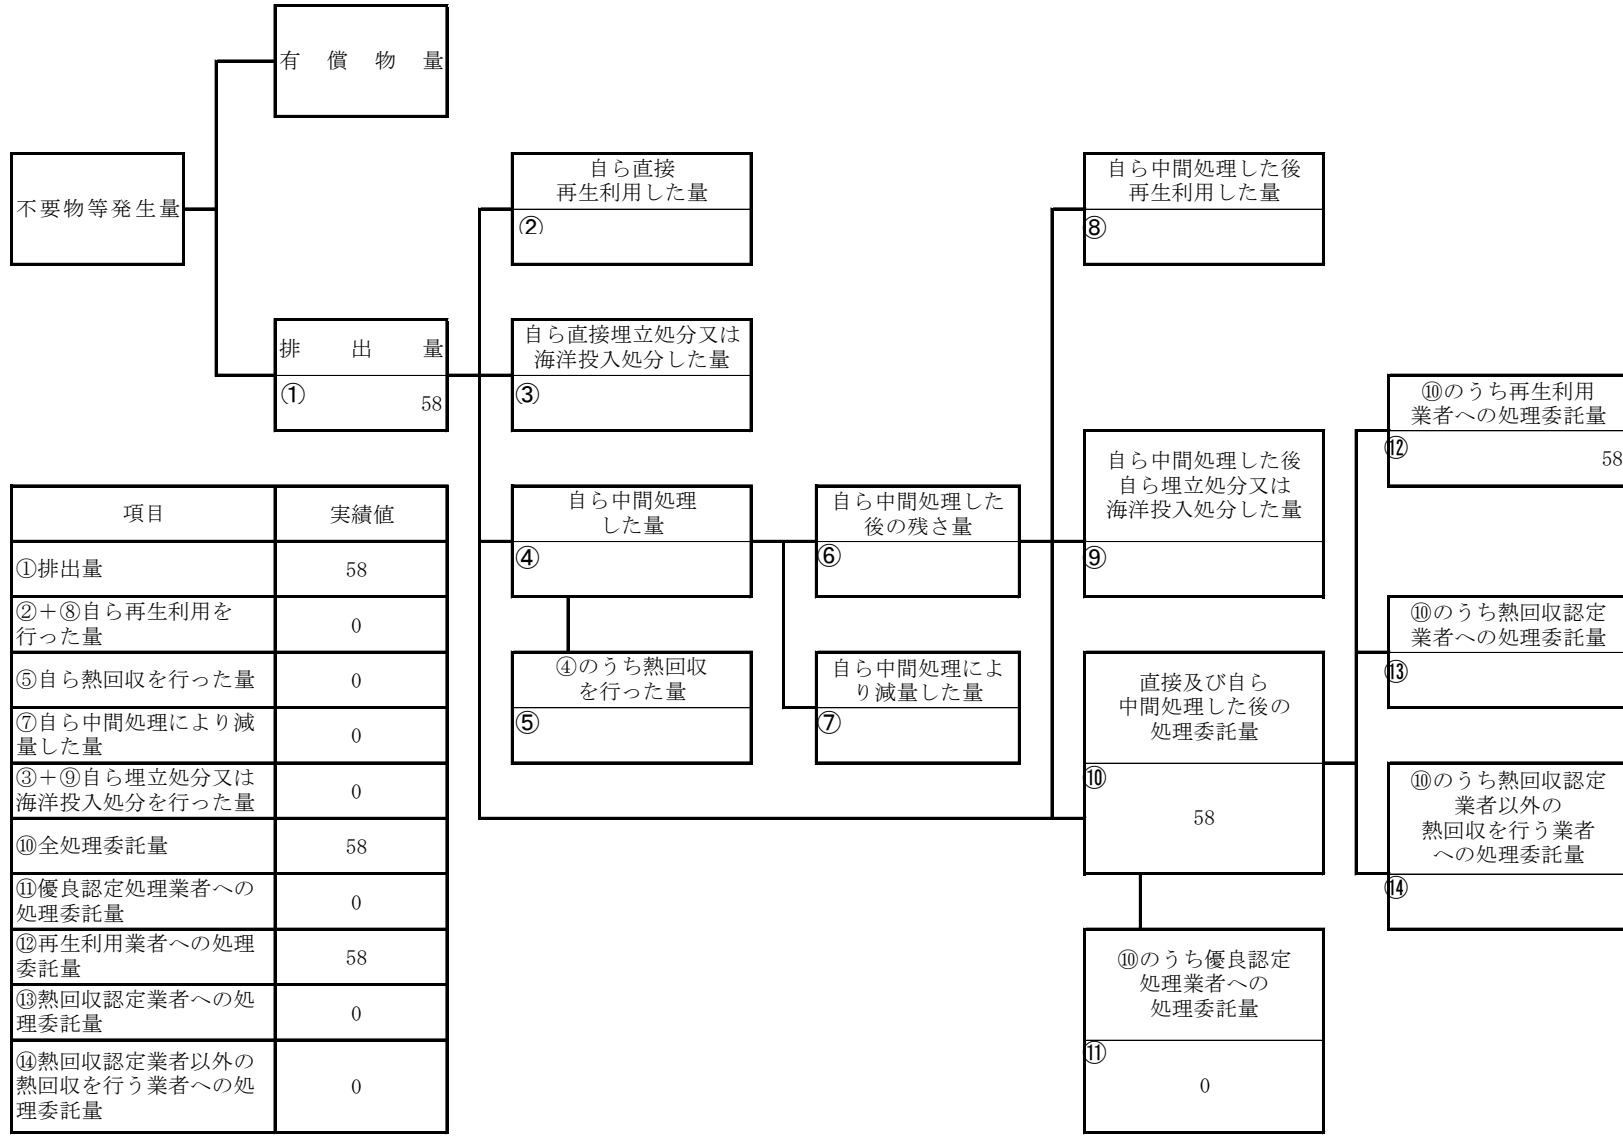 有償物量
不要物等発生量
自ら直接
再生利用した量
②
自ら中間処理した後
再生利用した量
⑧
排出量
①
58
自ら直接埋立処分又は
海洋投入処分した量
③
⑩のうち再生利用
業者への処理委託量
⑫
58
自ら中間処理した後
自ら埋立処分又は
海洋投入処分した量
⑨
自ら中間処理
した量
④
自ら中間処理した
後の残さ量
⑥
⑩のうち熱回収認定
業者への処理委託量
⑬
④のうち熱回収
を行った量
⑤
自ら中間処理によ
り減量した量
⑦
直接及び自ら
中間処理した後の
処理委託量
⑩
58
⑩のうち熱回収認定
業者以外の
熱回収を行う業者
への処理委託量
⑭
⑩のうち優良認定
処理業者への
処理委託量
⑪
0
項目
実績値
①排出量
58
②+⑧自ら再生利用を
行った量
0
⑤自ら熱回収を行った量
0
⑦自ら中間処理により減
量した量
0
③+⑨自ら埋立処分又は
海洋投入処分を行った量
0
⑩全処理委託量
58
⑪優良認定処理業者への
処理委託量
0
⑫再生利用業者への処理
委託量
58
⑬熱回収認定業者への処
理委託量
0
⑭熱回収認定業者以外の
熱回収を行う業者への処
理委託量
0